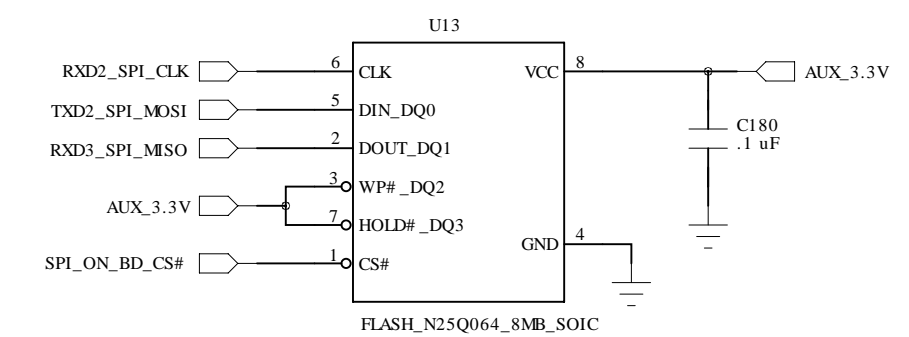 U13
RXD2_SPI_CLK 6 CLK VCC 8 AUX_3.3V
TXD2_SPI_MOSI 5 DIN_DQ0
RXD3_SPI_MISO 2 DOUT_DQ1
C180
.1 uF
3 WP#_DQ2
AUX_3.3V
7 HOLD#_DQ3
GND 4
SPI_ON_BD_CS# 1 CS#
FLASH_N25Q064_8MB_SOIC